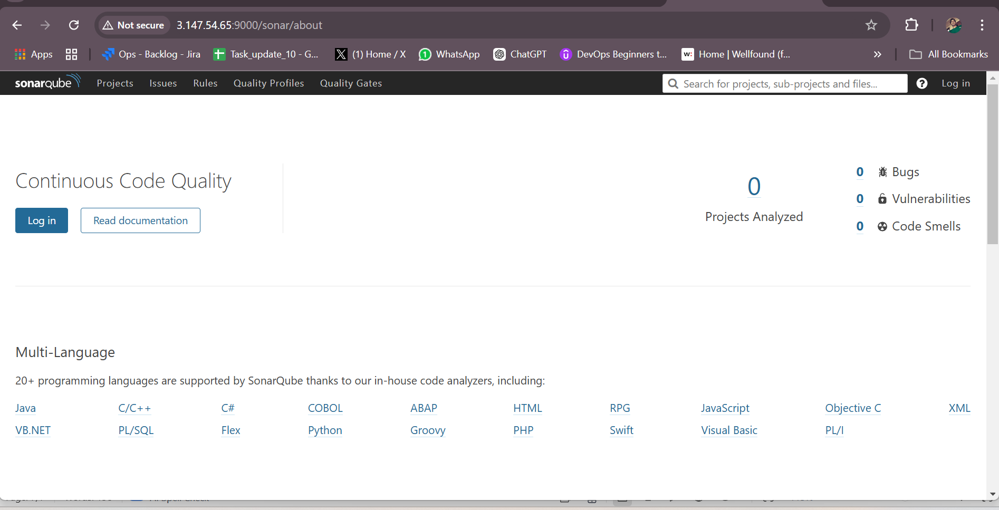 Not secure 3.147.54.65:9000/sonar/about
Apps Ops - Backlog - Jira Task_update_10 - G... (1) Home / X WhatsApp ChatGPT DevOps Beginners t... w: Home | Wellfound (f... » All Bookmarks
sonarqube Projects Issues Rules Quality Profiles Quality Gates Search for projects, sub-projects and files... ? Log in
Continuous Code Quality
Log in Read documentation
0
Projects Analyzed
0 Bugs
0 Vulnerabilities
0 Code Smells
Multi-Language
20+ programming languages are supported by SonarQube thanks to our in-house code analyzers, including:
Java C/C++ C# COBOL ABAP HTML RPG JavaScript Objective C XML
VB.NET PL/SQL Flex Python Groovy PHP Swift Visual Basic PL/I